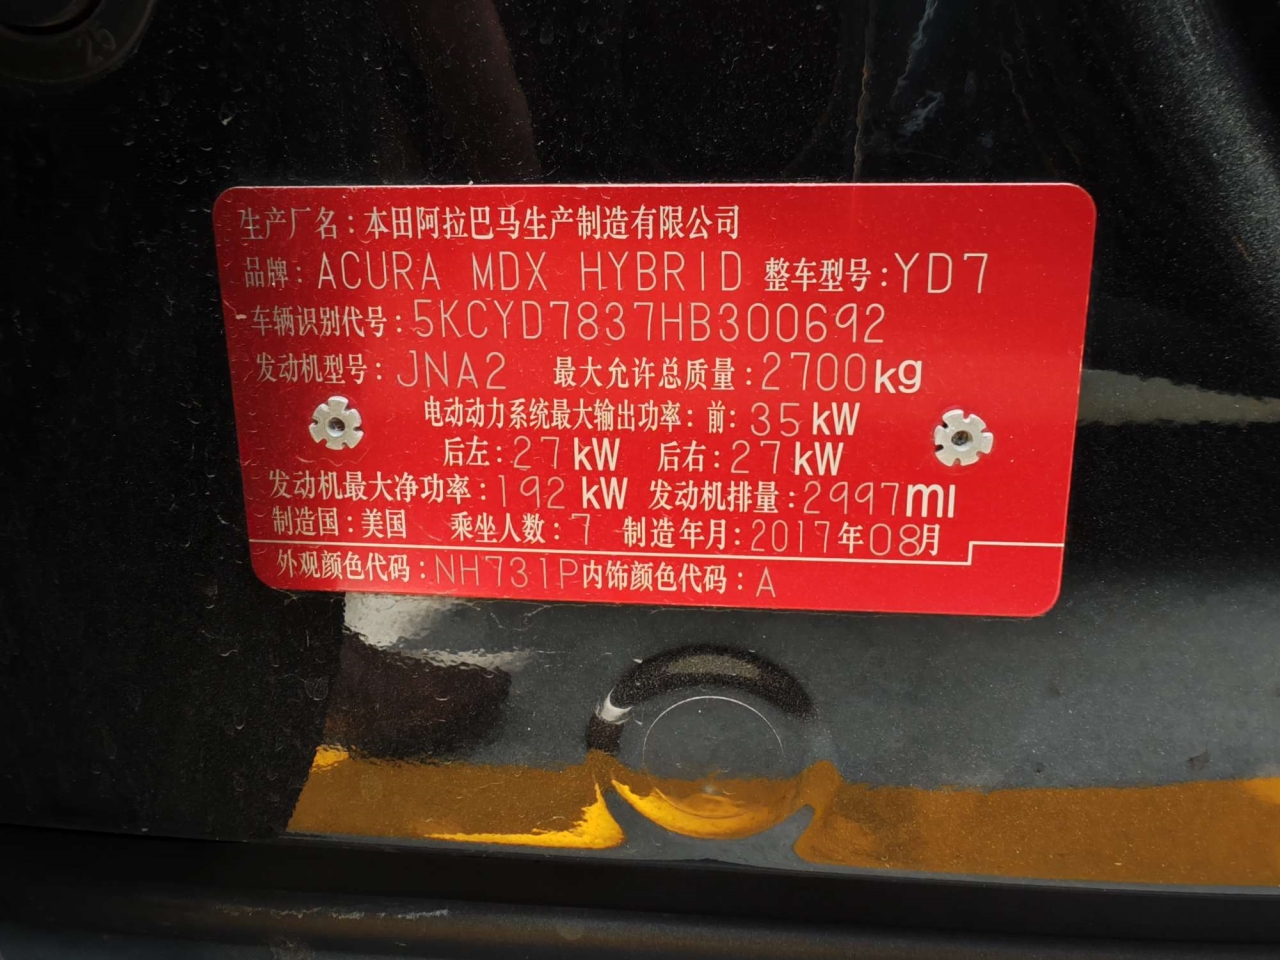 25
生产厂名：本田阿拉巴马生产制造有限公司
品牌：ACURA MDX HYBRID 整车型号：YD7
车辆识别代号：5KCYD7837HB300692
发动机型号：JNA2 最大允许总质量：2700kg
电动动力系统最大输出功率：前：35kW
后左：27kW 后右：27kW
发动机最大净功率：192kW 发动机排量：2997ml
制造国：美国 乘坐人数：7 制造年月：2017年08月
外观颜色代码：NH731P内饰颜色代码：A